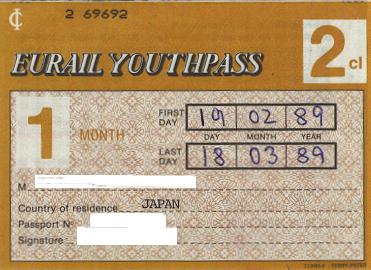 2 69692
EURAIL YOUTHPASS
2 cl
1 MONTH
FIRST DAY 19 02 89
DAY MONTH YEAR
LAST DAY 18 03 89
M
Country of residence JAPAN
Passport N
Signature